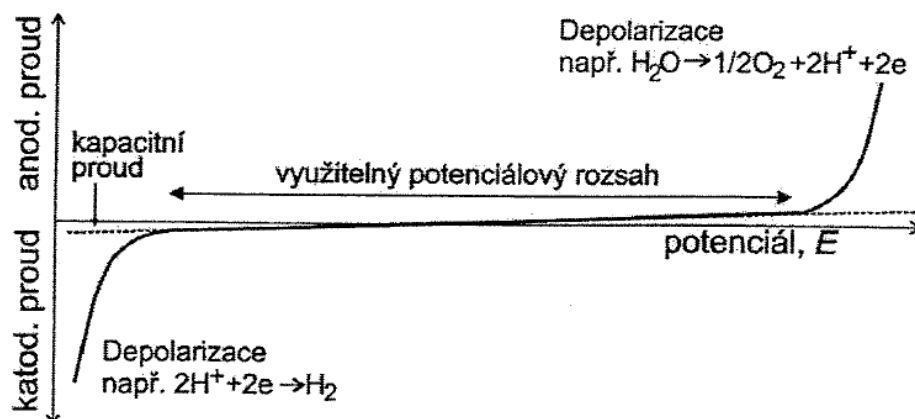 Depolarizace
např. H₂O→1/2O₂+2H⁺+2e
anod. proud
kapacitní
proud
využitelný potenciálový rozsah
potenciál, E
katod. proud
Depolarizace
např. 2H⁺+2e→H₂